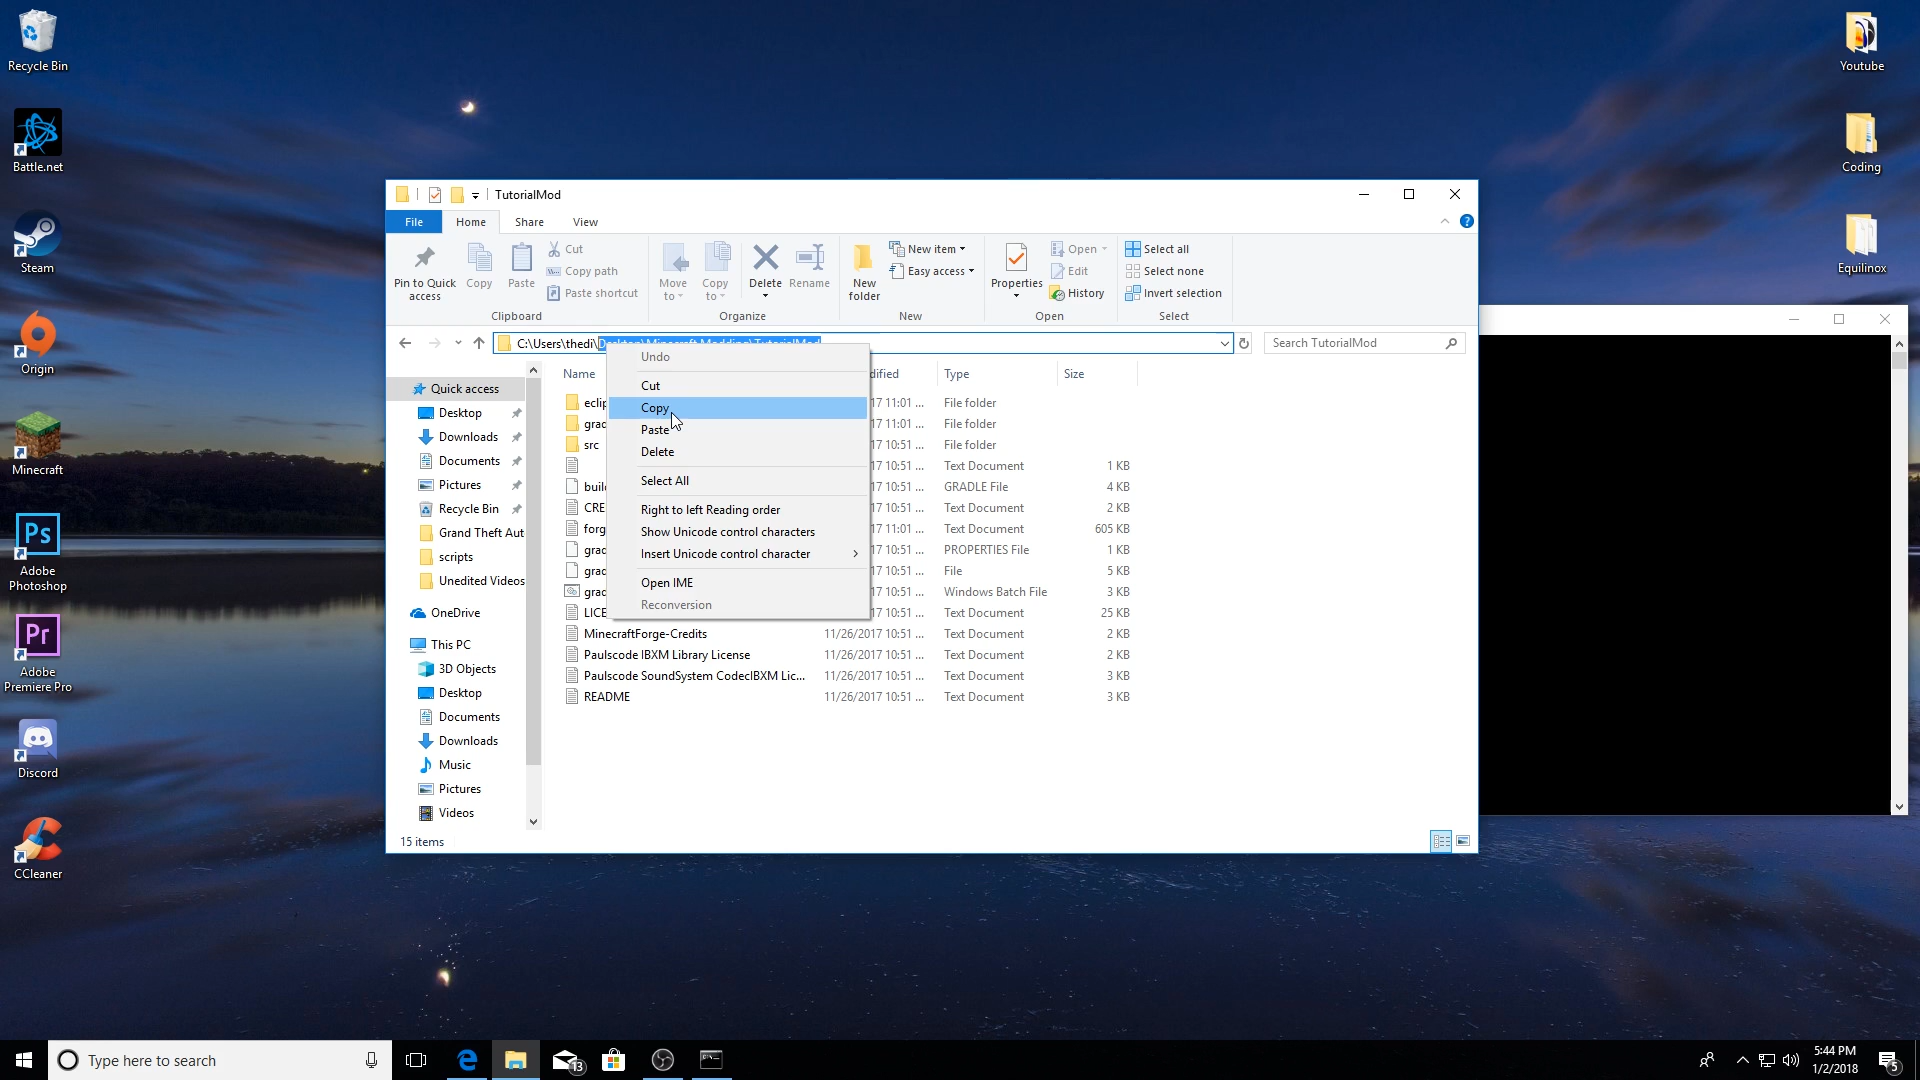 Recycle Bin
Battle.net
Steam
Origin
Minecraft
Ps
Adobe
Photoshop
Pr
Adobe
Premiere Pro
Discord
CCleaner
Youtube
Coding
Equilinox
TutorialMod
File
Home
Share
View
Pin to Quick
access
Copy
Paste
Cut
Copy path
Paste shortcut
Clipboard
Move
to
Copy
to
Delete
Rename
Organize
New
folder
New item
Easy access
New
Properties
Open
Edit
History
Open
Select all
Select none
Invert selection
Select
C:\Users\thedi\Desktop\Minecraft Modding\TutorialMod
Search TutorialMod
Quick access
Desktop
Downloads
Documents
Pictures
Recycle Bin
Grand Theft Aut
scripts
Unedited Videos
OneDrive
This PC
3D Objects
Desktop
Documents
Downloads
Music
Pictures
Videos
Name
dified
Type
Size
eclip
17 11:01 ...
File folder
grad
17 11:01 ...
File folder
src
17 10:51 ...
File folder
17 10:51 ...
Text Document
1 KB
buil
17 10:51 ...
GRADLE File
4 KB
CRE
17 10:51 ...
Text Document
2 KB
forg
17 11:01 ...
Text Document
605 KB
grad
17 10:51 ...
PROPERTIES File
1 KB
grad
17 10:51 ...
File
5 KB
grad
17 10:51 ...
Windows Batch File
3 KB
LICE
17 10:51 ...
Text Document
25 KB
MinecraftForge-Credits
11/26/2017 10:51 ...
Text Document
2 KB
Paulscode IBXM Library License
11/26/2017 10:51 ...
Text Document
2 KB
Paulscode SoundSystem CodecIBXM Lic...
11/26/2017 10:51 ...
Text Document
3 KB
README
11/26/2017 10:51 ...
Text Document
3 KB
Undo
Cut
Copy
Paste
Delete
Select All
Right to left Reading order
Show Unicode control characters
Insert Unicode control character
Open IME
Reconversion
15 items
Type here to search
13
5:44 PM
1/2/2018
5